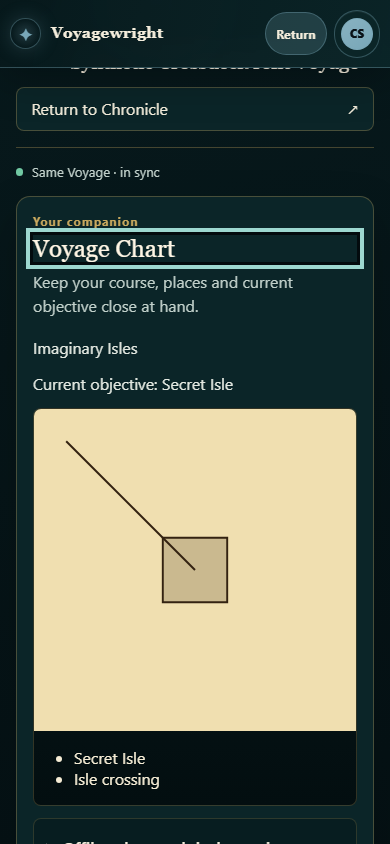 Voyagewright
Return
CS
Return to Chronicle
Same Voyage · in sync
Your companion
Voyage Chart
Keep your course, places and current
objective close at hand.
Imaginary Isles
Current objective: Secret Isle
Secret Isle
Isle crossing